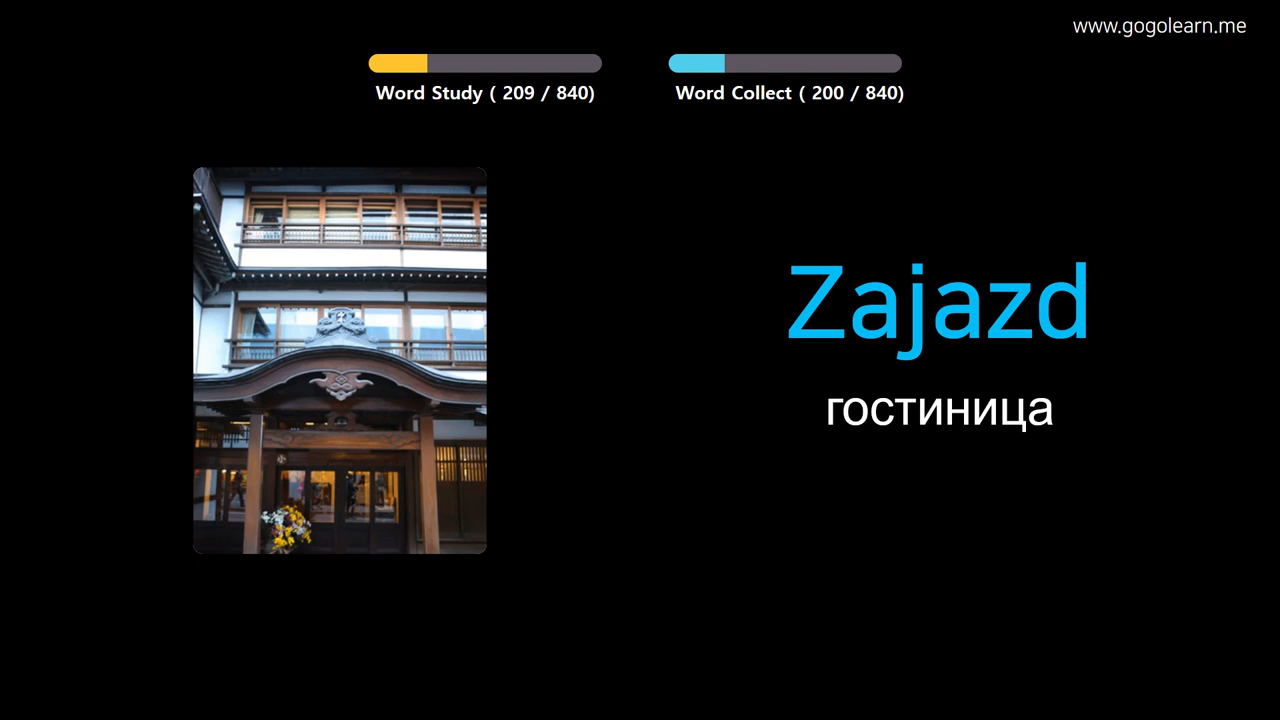 www.gogolearn.me
Word Study ( 209 / 840)
Word Collect ( 200 / 840)
Zajazd
гостиница